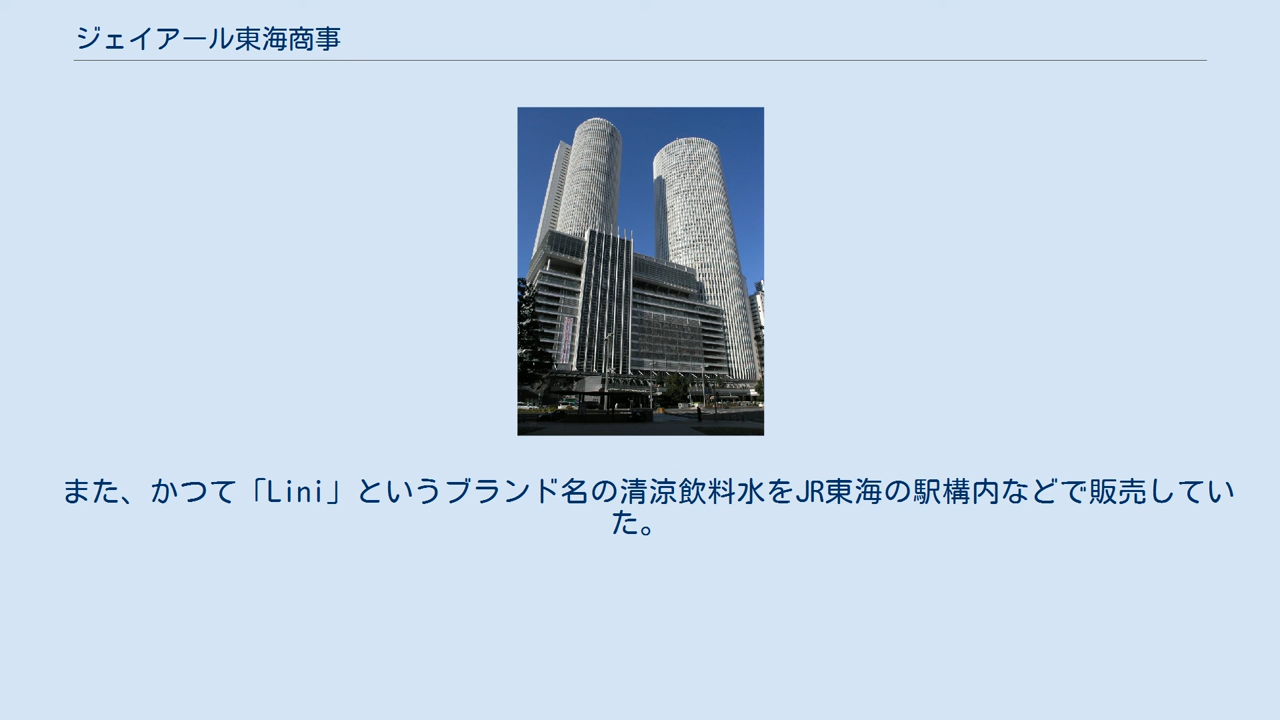 ジェイアール東海商事
また、かつて「Lini」というブランド名の清涼飲料水をJR東海の駅構内などで販売してい
た。